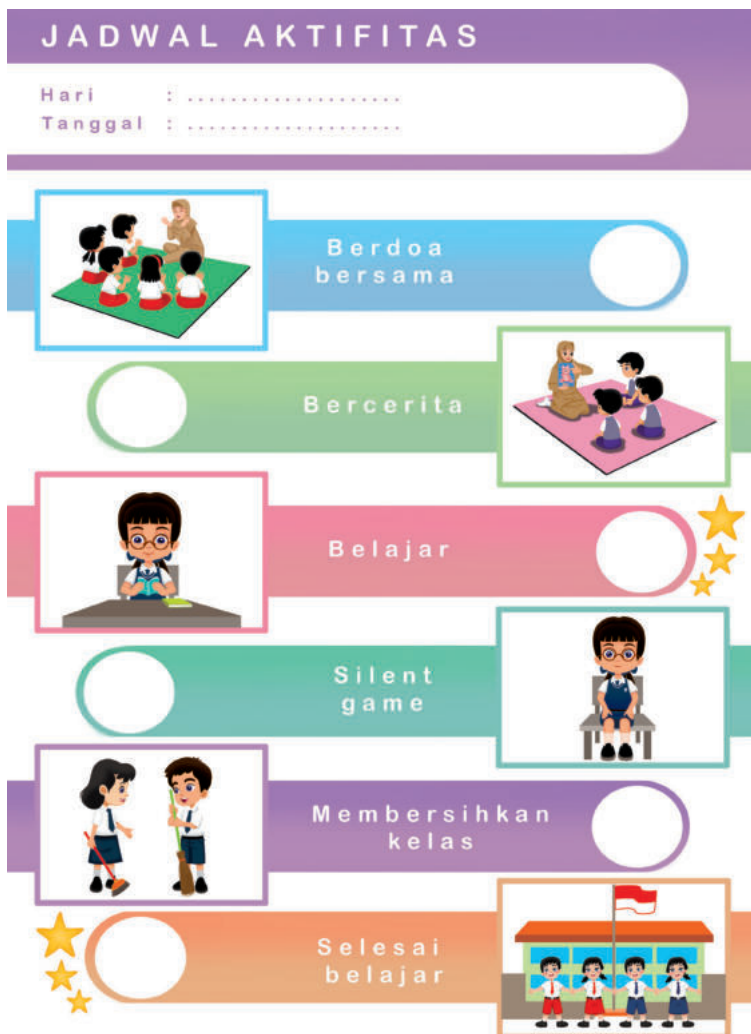 JADWAL AKTIFITAS
Hari : ....................
Tanggal : ....................
Berdoa
bersama
Bercerita
Belajar
Silent
game
Membersihkan
kelas
Selesai
belajar